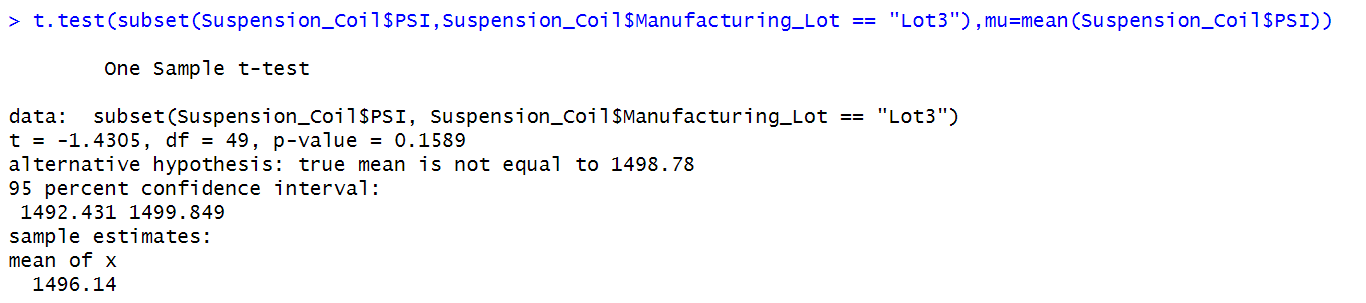 > t.test(subset(Suspension_Coil$PSI,Suspension_Coil$Manufacturing_Lot == "Lot3"),mu=mean(Suspension_Coil$PSI))
One Sample t-test
data:  subset(Suspension_Coil$PSI, Suspension_Coil$Manufacturing_Lot == "Lot3")
t = -1.4305, df = 49, p-value = 0.1589
alternative hypothesis: true mean is not equal to 1498.78
95 percent confidence interval:
1492.431 1499.849
sample estimates:
mean of x
1496.14